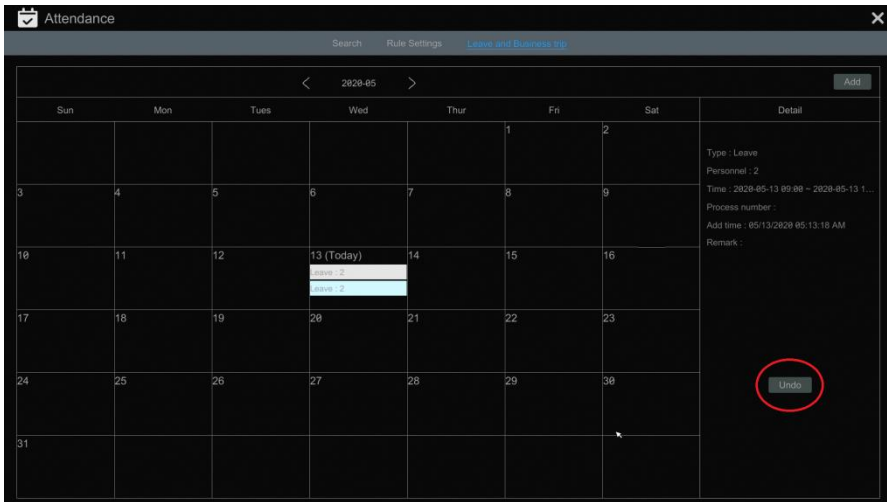 Attendance
Search Rule Settings Leave and Business trip
2020-05 Add
Sun Mon Tues Wed Thur Fri Sat Detail
1 2
Type : Leave
Personnel : 2
3 4 5 6 7 8 9
Time : 2020-05-13 09:00 ~ 2020-05-13 1...
Process number :
Add time : 05/13/2020 05:13:18 AM
Remark :
10 11 12 13 (Today) 14 15 16
Leave : 2
Leave : 2
17 18 19 20 21 22 23
24 25 26 27 28 29 30
Undo
31